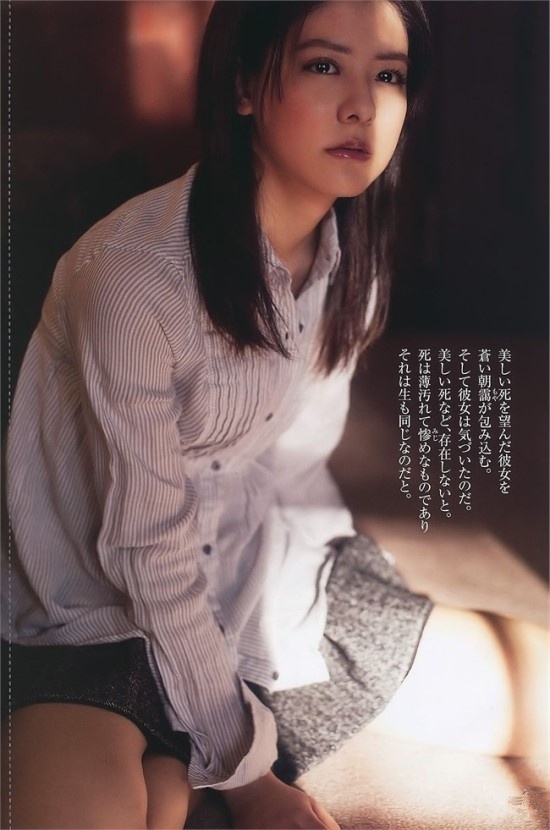 美しい死を望んだ彼女を
蒼い朝靄が包み込む。
そして彼女は気づいたのだ。
美しい死など、存在しないと。
死は薄汚れて惨めなものであり
それは生も同じなのだと。